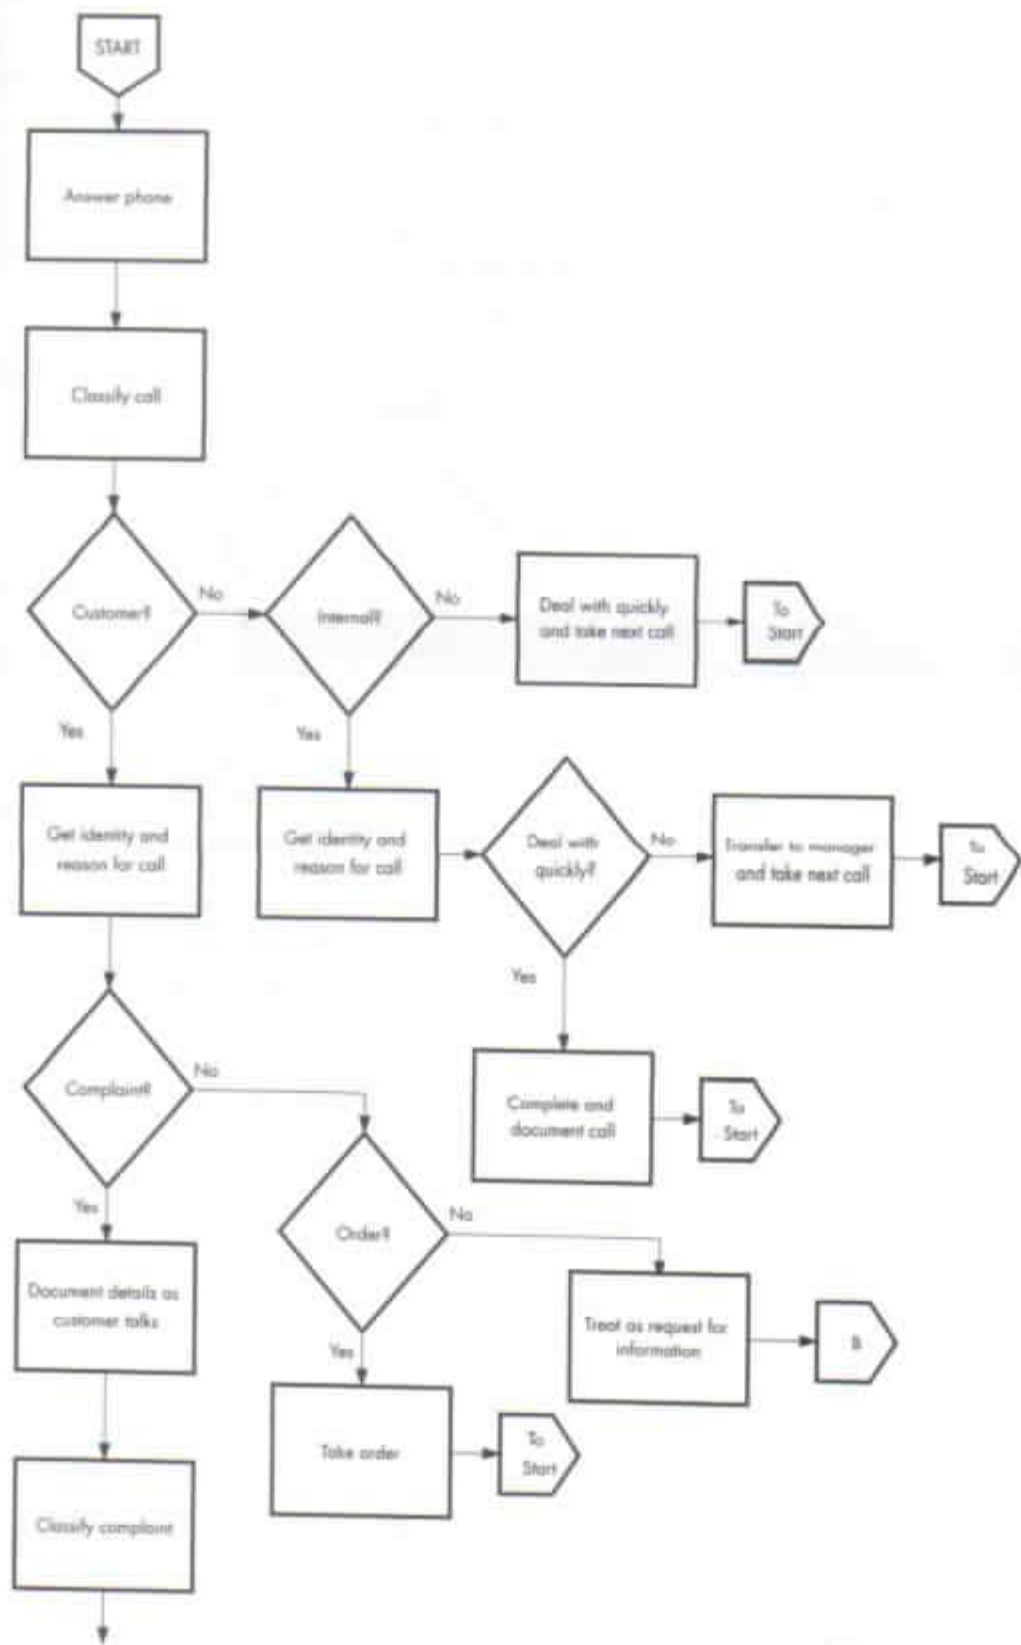 START
Answer phone
Classify call
Customer?
No
Internal?
No
Deal with quickly
and take next call
To
Start
Yes
Yes
Get identity and
reason for call
Get identity and
reason for call
Deal with
quickly?
No
Transfer to manager
and take next call
To
Start
Yes
Complaint?
No
Complete and
document call
To
Start
Yes
Order?
No
Document details as
customer talks
Treat as request for
information
B
Yes
Take order
To
Start
Classify complaint